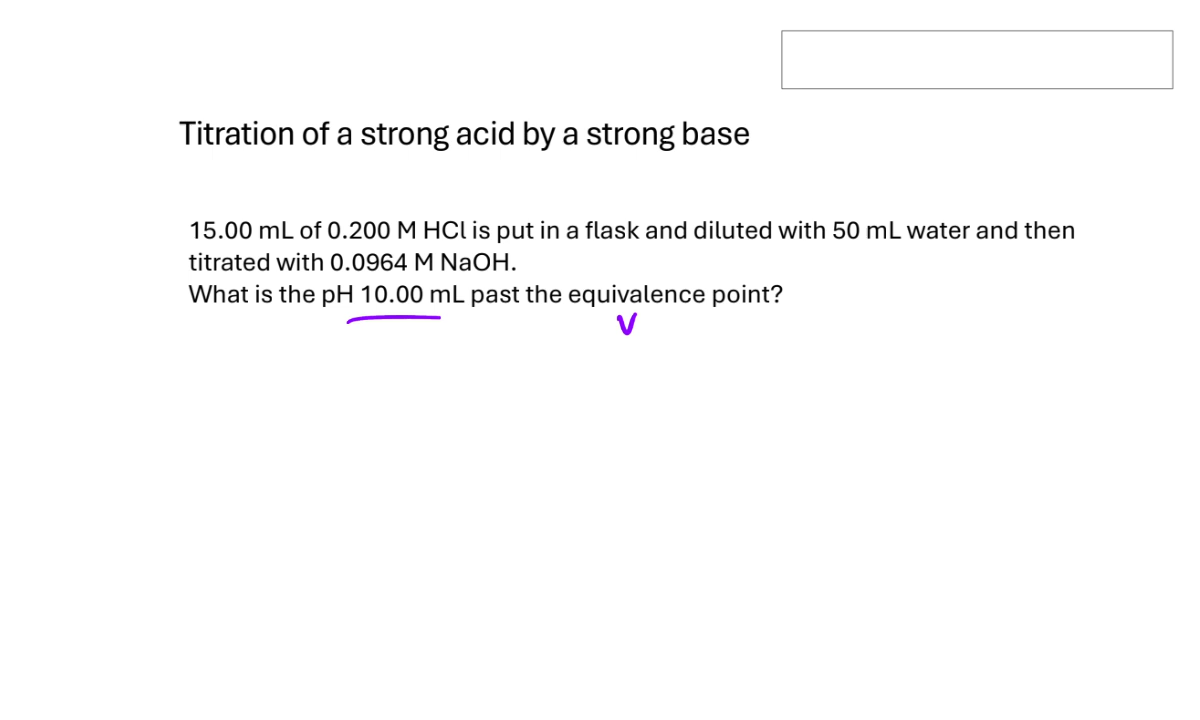 Titration of a strong acid by a strong base
15.00 mL of 0.200 M HCl is put in a flask and diluted with 50 mL water and then
titrated with 0.0964 M NaOH.
What is the pH 10.00 mL past the equivalence point?
V